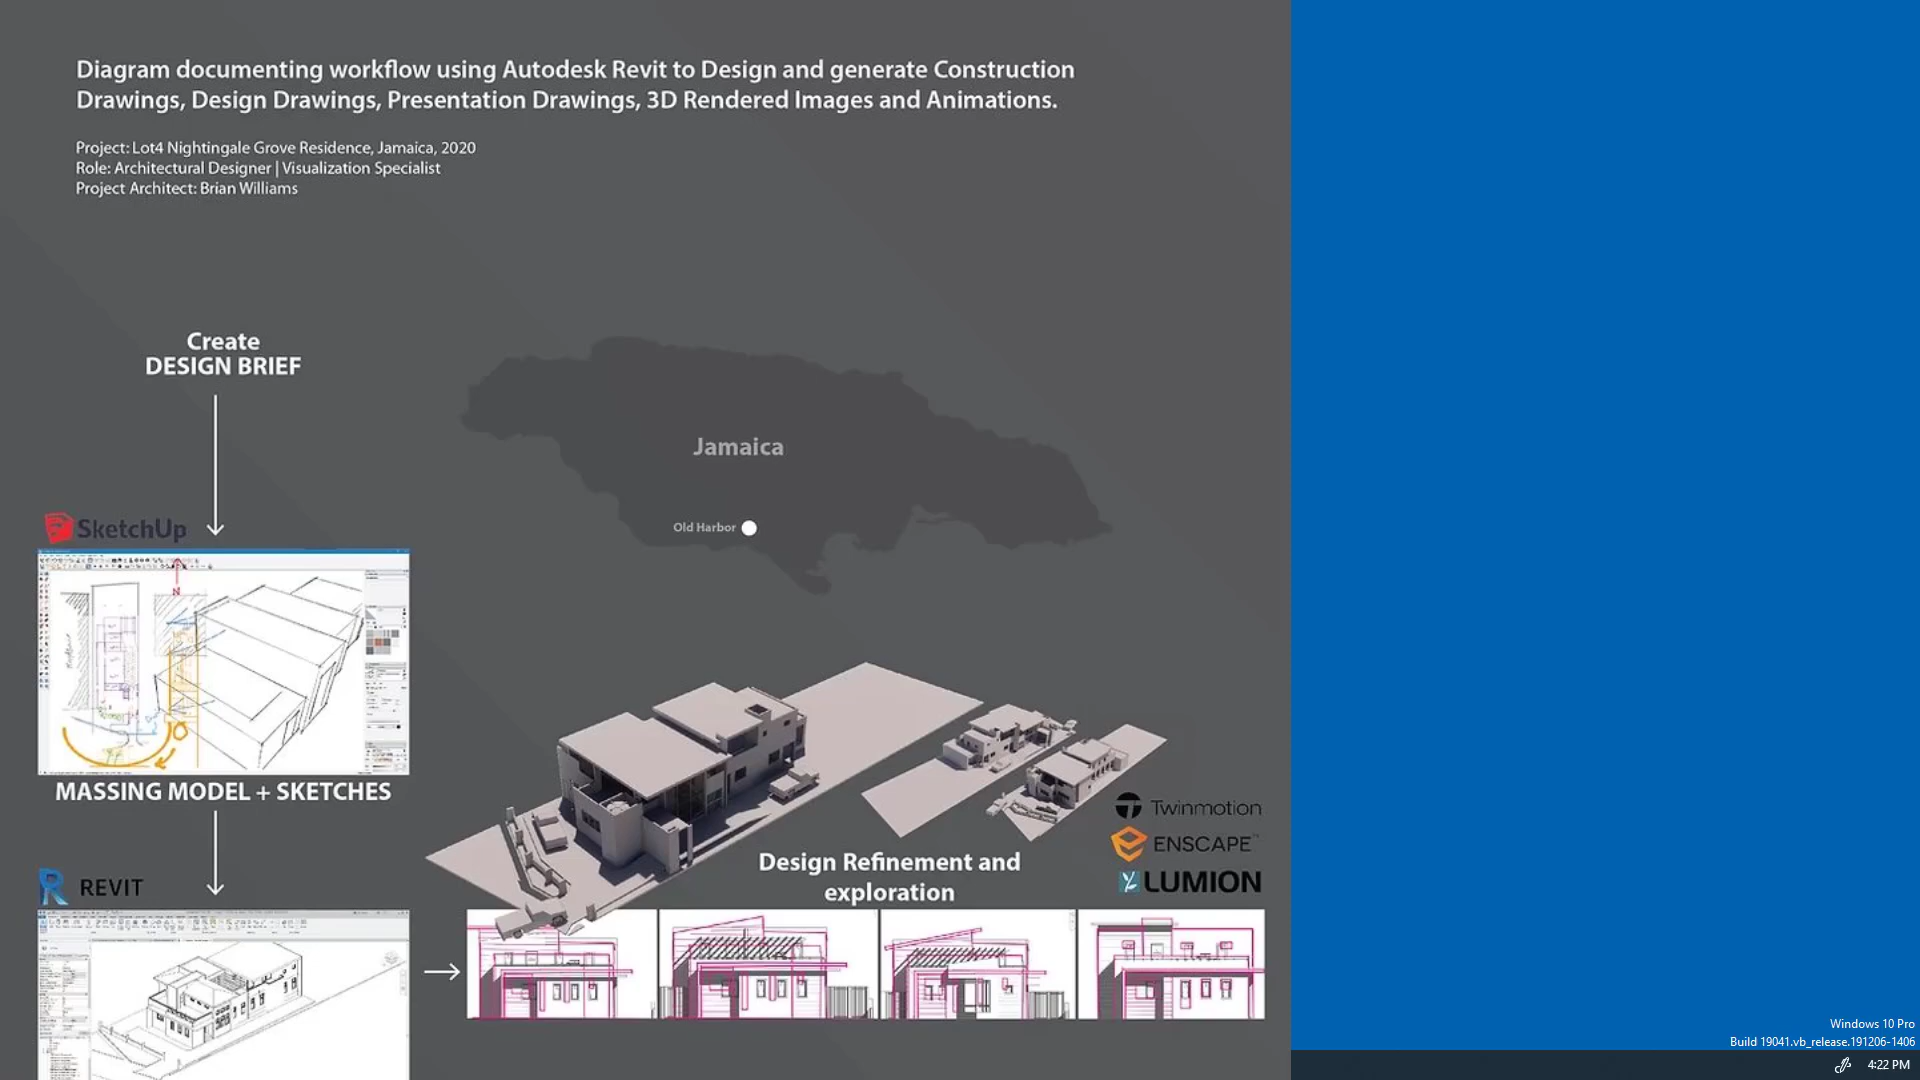 Diagram documenting workflow using Autodesk Revit to Design and generate Construction
Drawings, Design Drawings, Presentation Drawings, 3D Rendered Images and Animations.
Project: Lot4 Nightingale Grove Residence, Jamaica, 2020
Role: Architectural Designer | Visualization Specialist
Project Architect: Brian Williams
Create
DESIGN BRIEF
Jamaica
Old Harbor
SketchUp
N
MASSING MODEL + SKETCHES
Twinmotion
ENSCAPE™
LUMION
Design Refinement and
exploration
REVIT
Windows 10 Pro
Build 19041.vb_release.191206-1406
4:22 PM